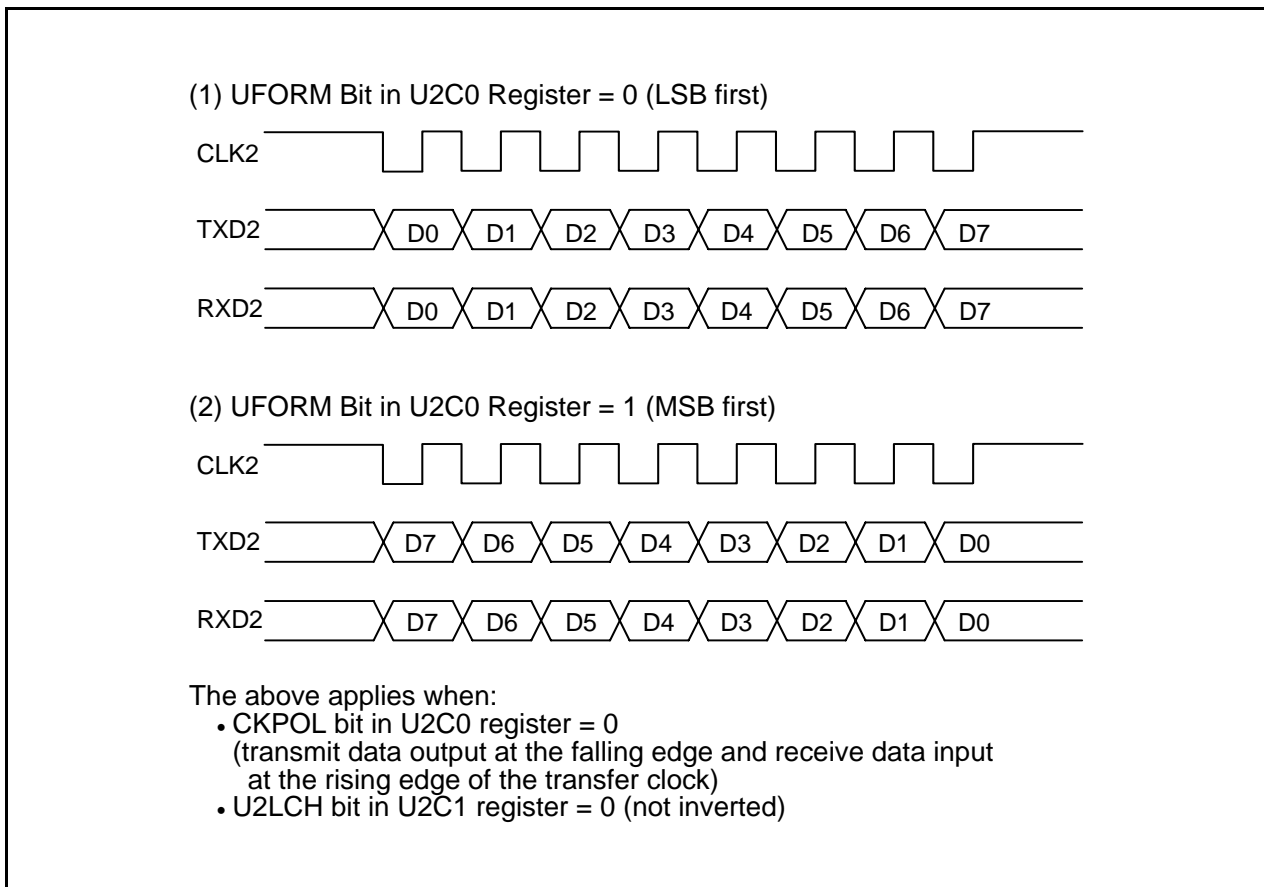 (1) UFORM Bit in U2C0 Register = 0 (LSB first)
CLK2
TXD2 D0 D1 D2 D3 D4 D5 D6 D7
RXD2 D0 D1 D2 D3 D4 D5 D6 D7
(2) UFORM Bit in U2C0 Register = 1 (MSB first)
CLK2
TXD2 D7 D6 D5 D4 D3 D2 D1 D0
RXD2 D7 D6 D5 D4 D3 D2 D1 D0
The above applies when:
• CKPOL bit in U2C0 register = 0
(transmit data output at the falling edge and receive data input
at the rising edge of the transfer clock)
• U2LCH bit in U2C1 register = 0 (not inverted)